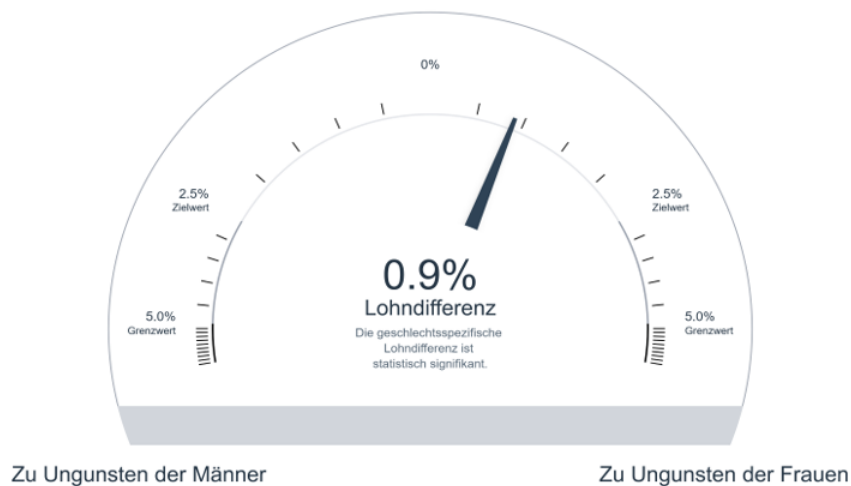 0%
2.5%
Zielwert
2.5%
Zielwert
0.9%
Lohndifferenz
5.0%
Grenzwert
5.0%
Grenzwert
Die geschlechtsspezifische
Lohndifferenz ist
statistisch signifikant.
Zu Ungunsten der Männer
Zu Ungunsten der Frauen